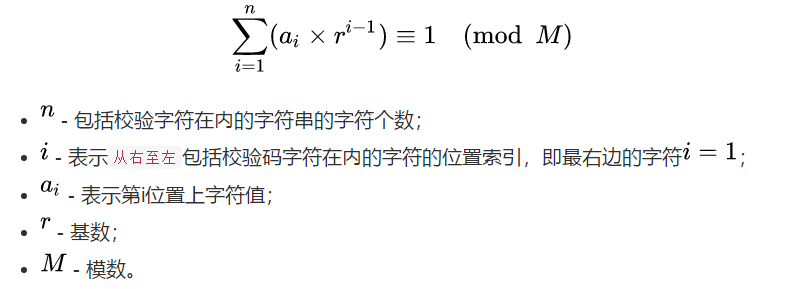 \sum_{i=1}^{n}(a_i × r^{i-1}) ≡ 1 (mod M)
• n - 包括校验字符在内的字符串的字符个数;
• i - 表示 从右至左 包括校验码字符在内的字符的位置索引，即最右边的字符i = 1;
• a_i - 表示第i位置上字符值;
• r - 基数;
• M - 模数。